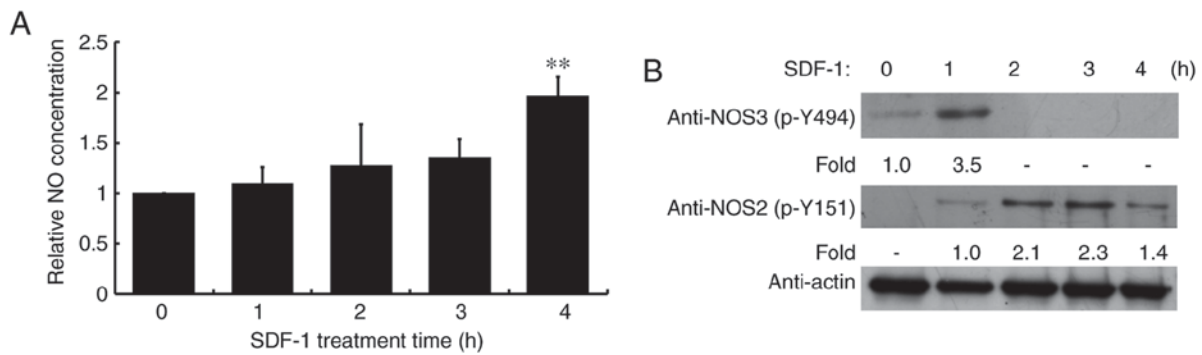 A
Relative NO concentration
2.5
2
1.5
1
0.5
0
**
0 1 2 3 4
SDF-1 treatment time (h)
B
SDF-1: 0 1 2 3 4 (h)
Anti-NOS3 (p-Y494)
Fold 1.0 3.5 - - -
Anti-NOS2 (p-Y151)
Fold - 1.0 2.1 2.3 1.4
Anti-actin